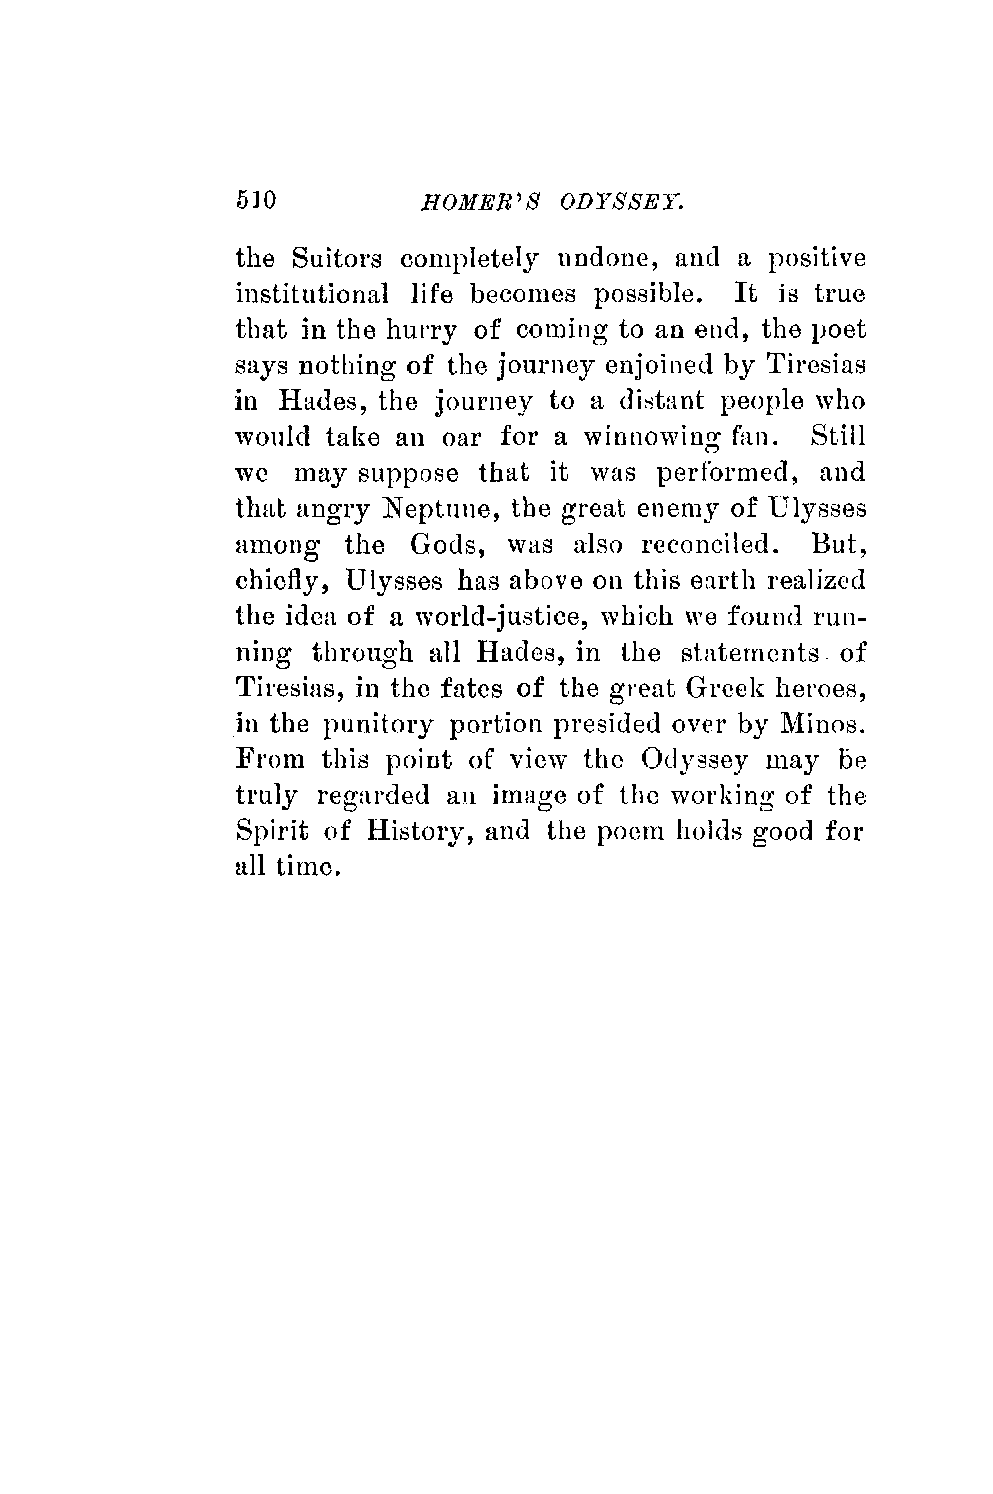 510 HOMER'S ODYSSEY.
the Suitors completely undone, and a positive
institutional life becomes possible. It is true
that in the hurry of coming to an end, the poet
says nothing of the journey enjoined by Tiresias
in Hades, the journey to a distant people who
would take an oar for a winnowing fan. Still
we may suppose that it was performed, and
that angry Neptune, the great enemy of Ulysses
among the Gods, was also reconciled. But,
chiefly, Ulysses has above on this earth realized
the idea of a world-justice, which we found run-
ning through all Hades, in the statements of
Tiresias, in the fates of the great Greek heroes,
in the punitory portion presided over by Minos.
From this point of view the Odyssey may be
truly regarded an image of the working of the
Spirit of History, and the poem holds good for
all time.